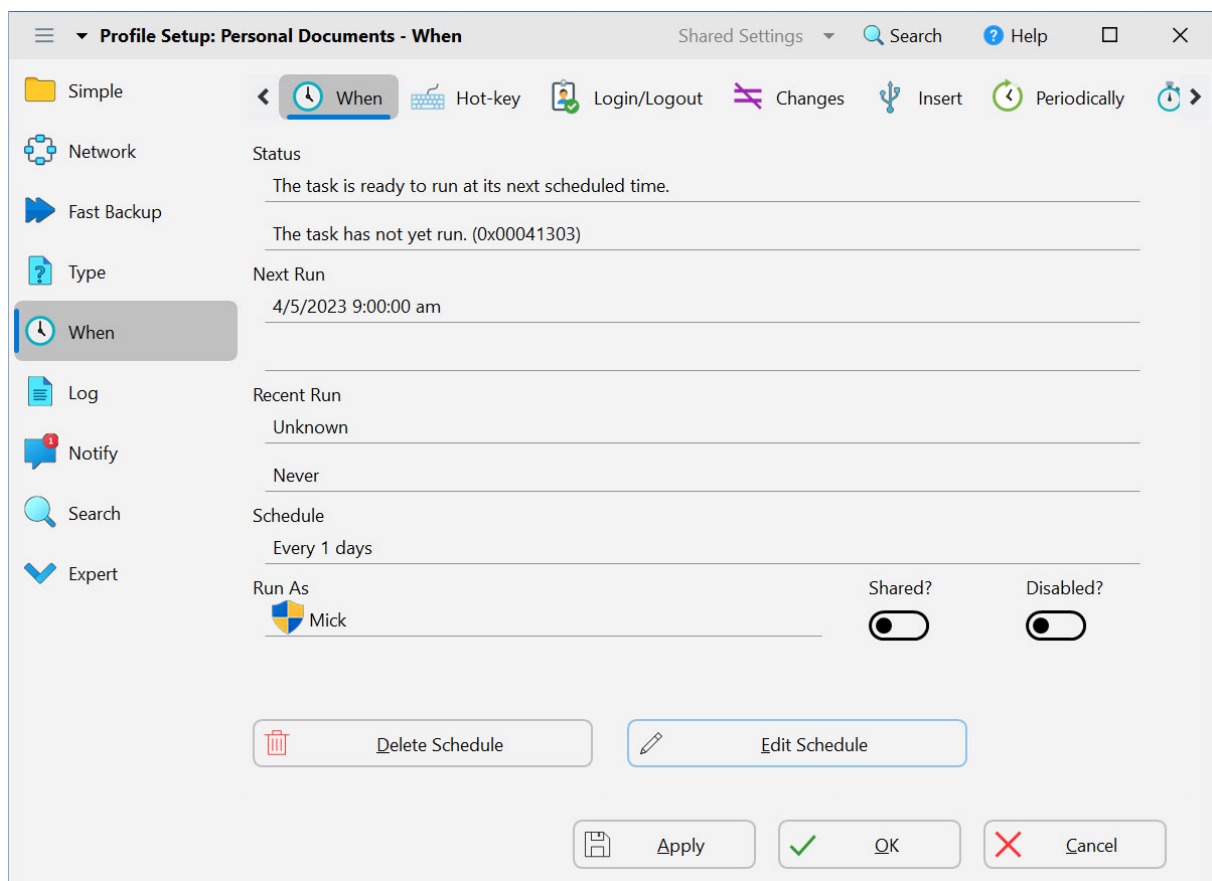 Profile Setup: Personal Documents - When
Shared Settings
Search
Help
Simple
Network
Fast Backup
Type
When
Log
Notify
1
Search
Expert
When
Hot-key
Login/Logout
Changes
Insert
Periodically
Status
The task is ready to run at its next scheduled time.
The task has not yet run. (0x00041303)
Next Run
4/5/2023 9:00:00 am
Recent Run
Unknown
Never
Schedule
Every 1 days
Run As
Mick
Shared?
Disabled?
Delete Schedule
Edit Schedule
Apply
OK
Cancel